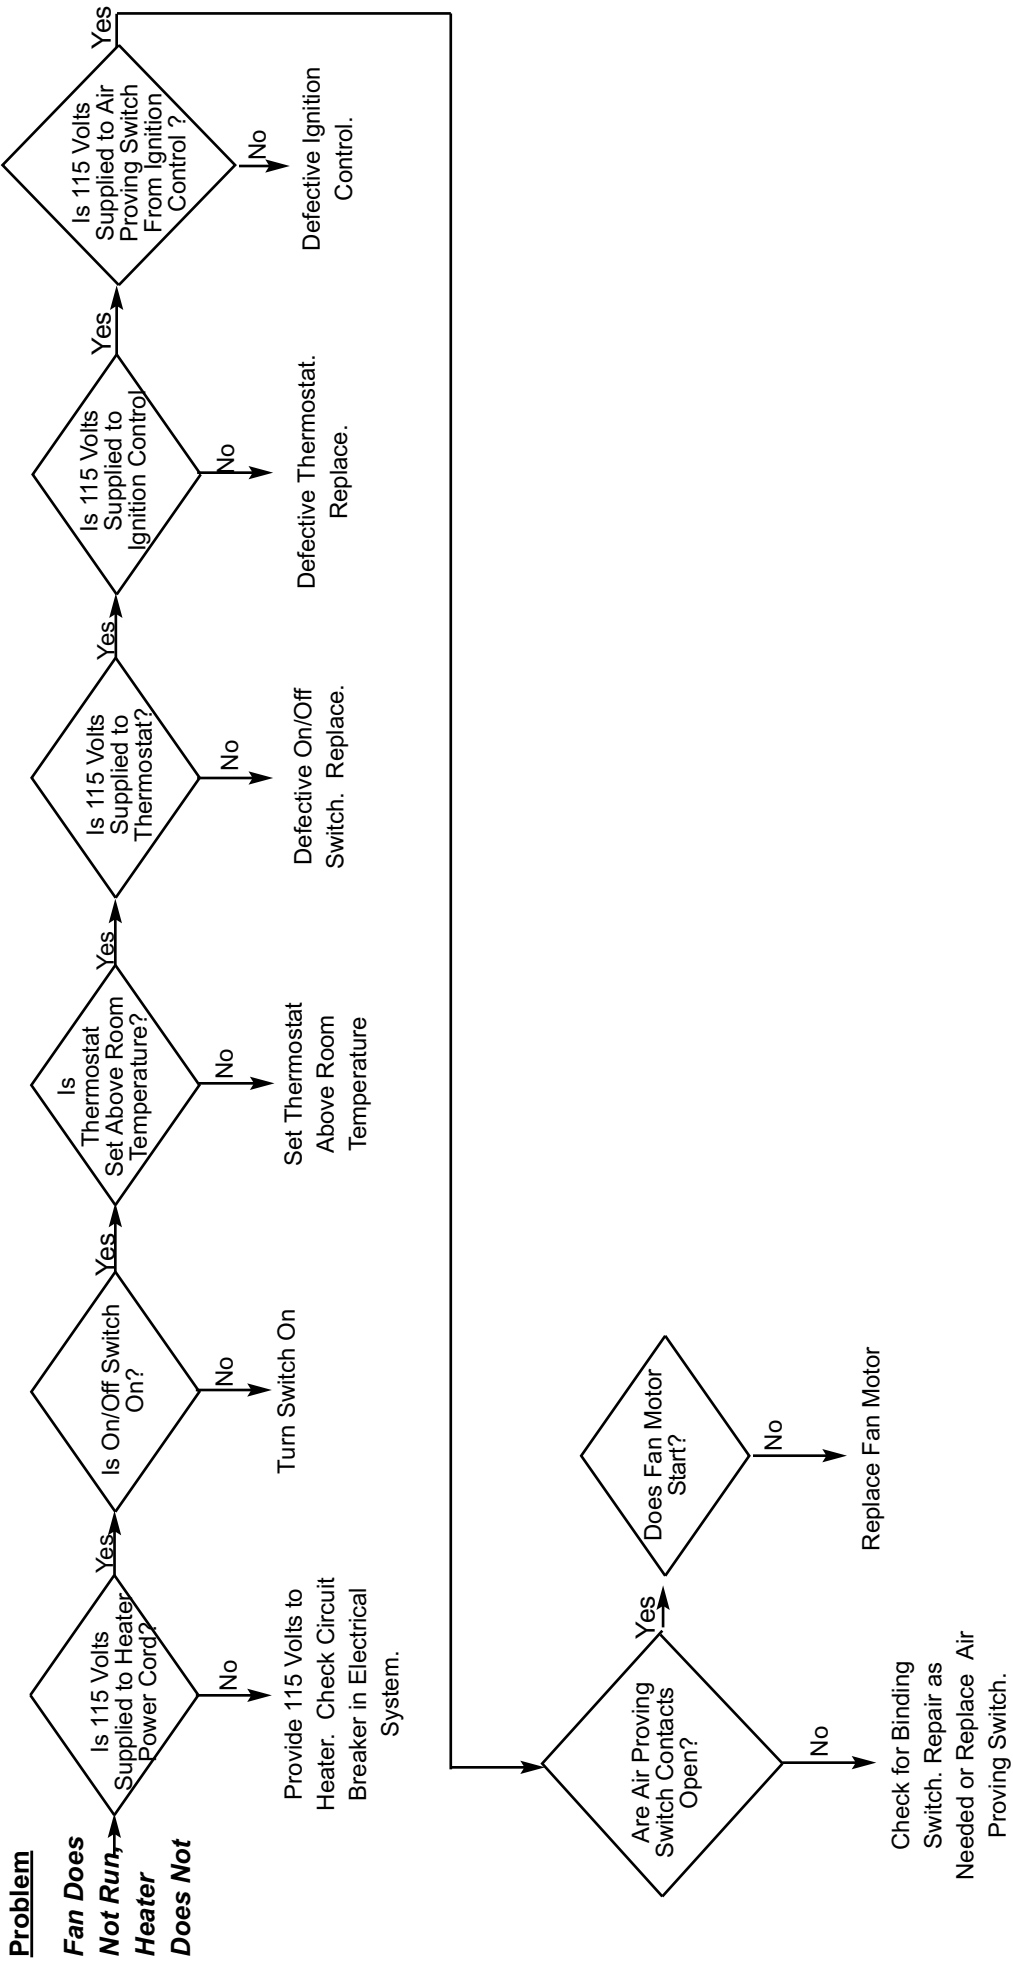 Problem
Fan Does
Not Run,
Heater
Does Not
Is 115 Volts
Supplied to Heater
Power Cord?
Yes
No
Provide 115 Volts to
Heater. Check Circuit
Breaker in Electrical
System.
Is On/Off Switch
On?
Yes
No
Turn Switch On
Is
Thermostat
Set Above Room
Temperature?
Yes
No
Set Thermostat
Above Room
Temperature
Is 115 Volts
Supplied to
Thermostat?
Yes
No
Defective On/Off
Switch. Replace.
Is 115 Volts
Supplied to
Ignition Control
Yes
No
Defective Thermostat.
Replace.
Is 115 Volts
Supplied to Air
Proving Switch
From Ignition
Control ?
Yes
No
Defective Ignition
Control.
Are Air Proving
Switch Contacts
Open?
Yes
No
Check for Binding
Switch. Repair as
Needed or Replace Air
Proving Switch.
Does Fan Motor
Start?
No
Replace Fan Motor